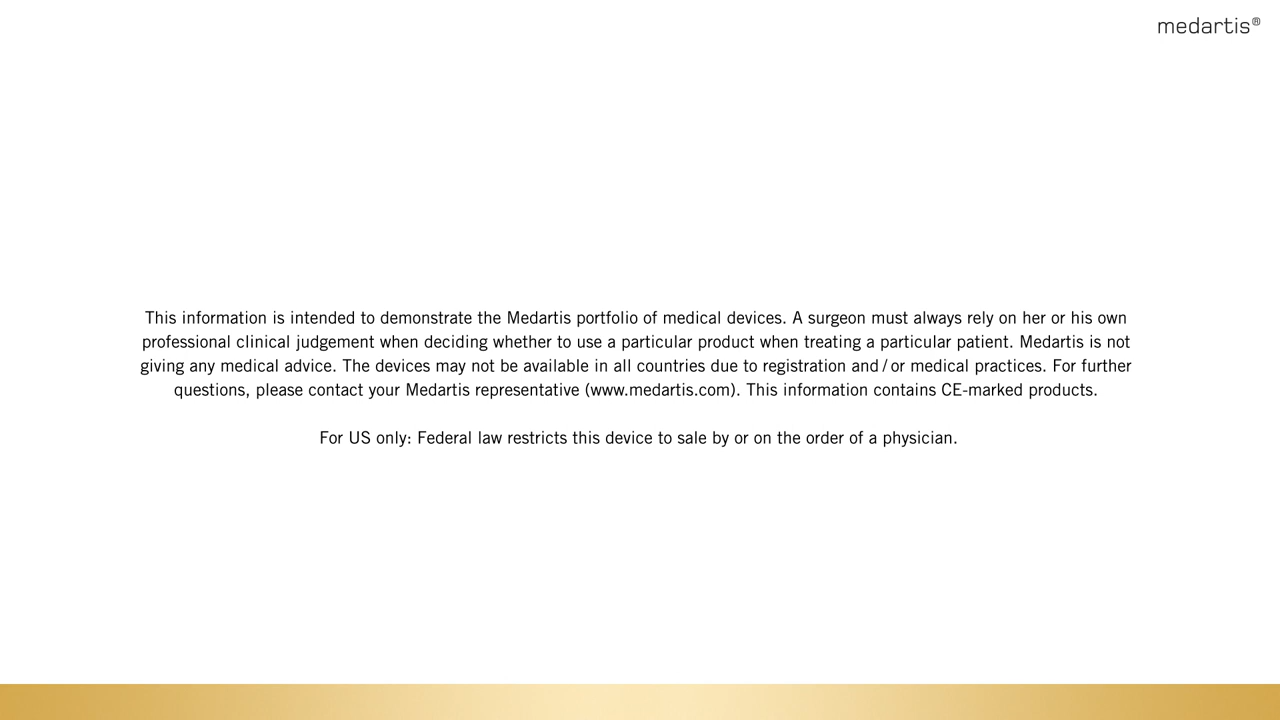 medartis®
This information is intended to demonstrate the Medartis portfolio of medical devices. A surgeon must always rely on her or his own
professional clinical judgement when deciding whether to use a particular product when treating a particular patient. Medartis is not
giving any medical advice. The devices may not be available in all countries due to registration and / or medical practices. For further
questions, please contact your Medartis representative (www.medartis.com). This information contains CE-marked products.
For US only: Federal law restricts this device to sale by or on the order of a physician.